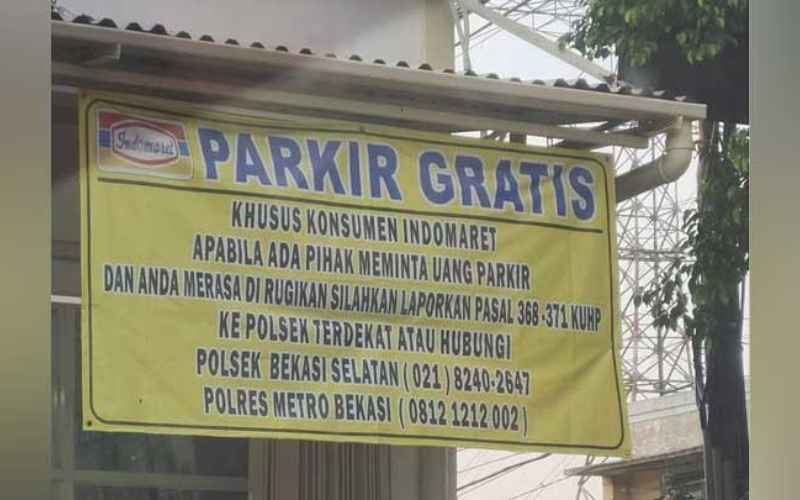 Indomaret
PARKIR GRATIS
KHUSUS KONSUMEN INDOMARET
APABILA ADA PIHAK MEMINTA UANG PARKIR
DAN ANDA MERASA DI RUGIKAN SILAHKAN LAPORKAN PASAL 368 -371 KUHP
KE POLSEK TERDEKAT ATAU HUBUNGI
POLSEK BEKASI SELATAN ( 021 ) 8240-2647
POLRES METRO BEKASI ( 0812 1212 002 )